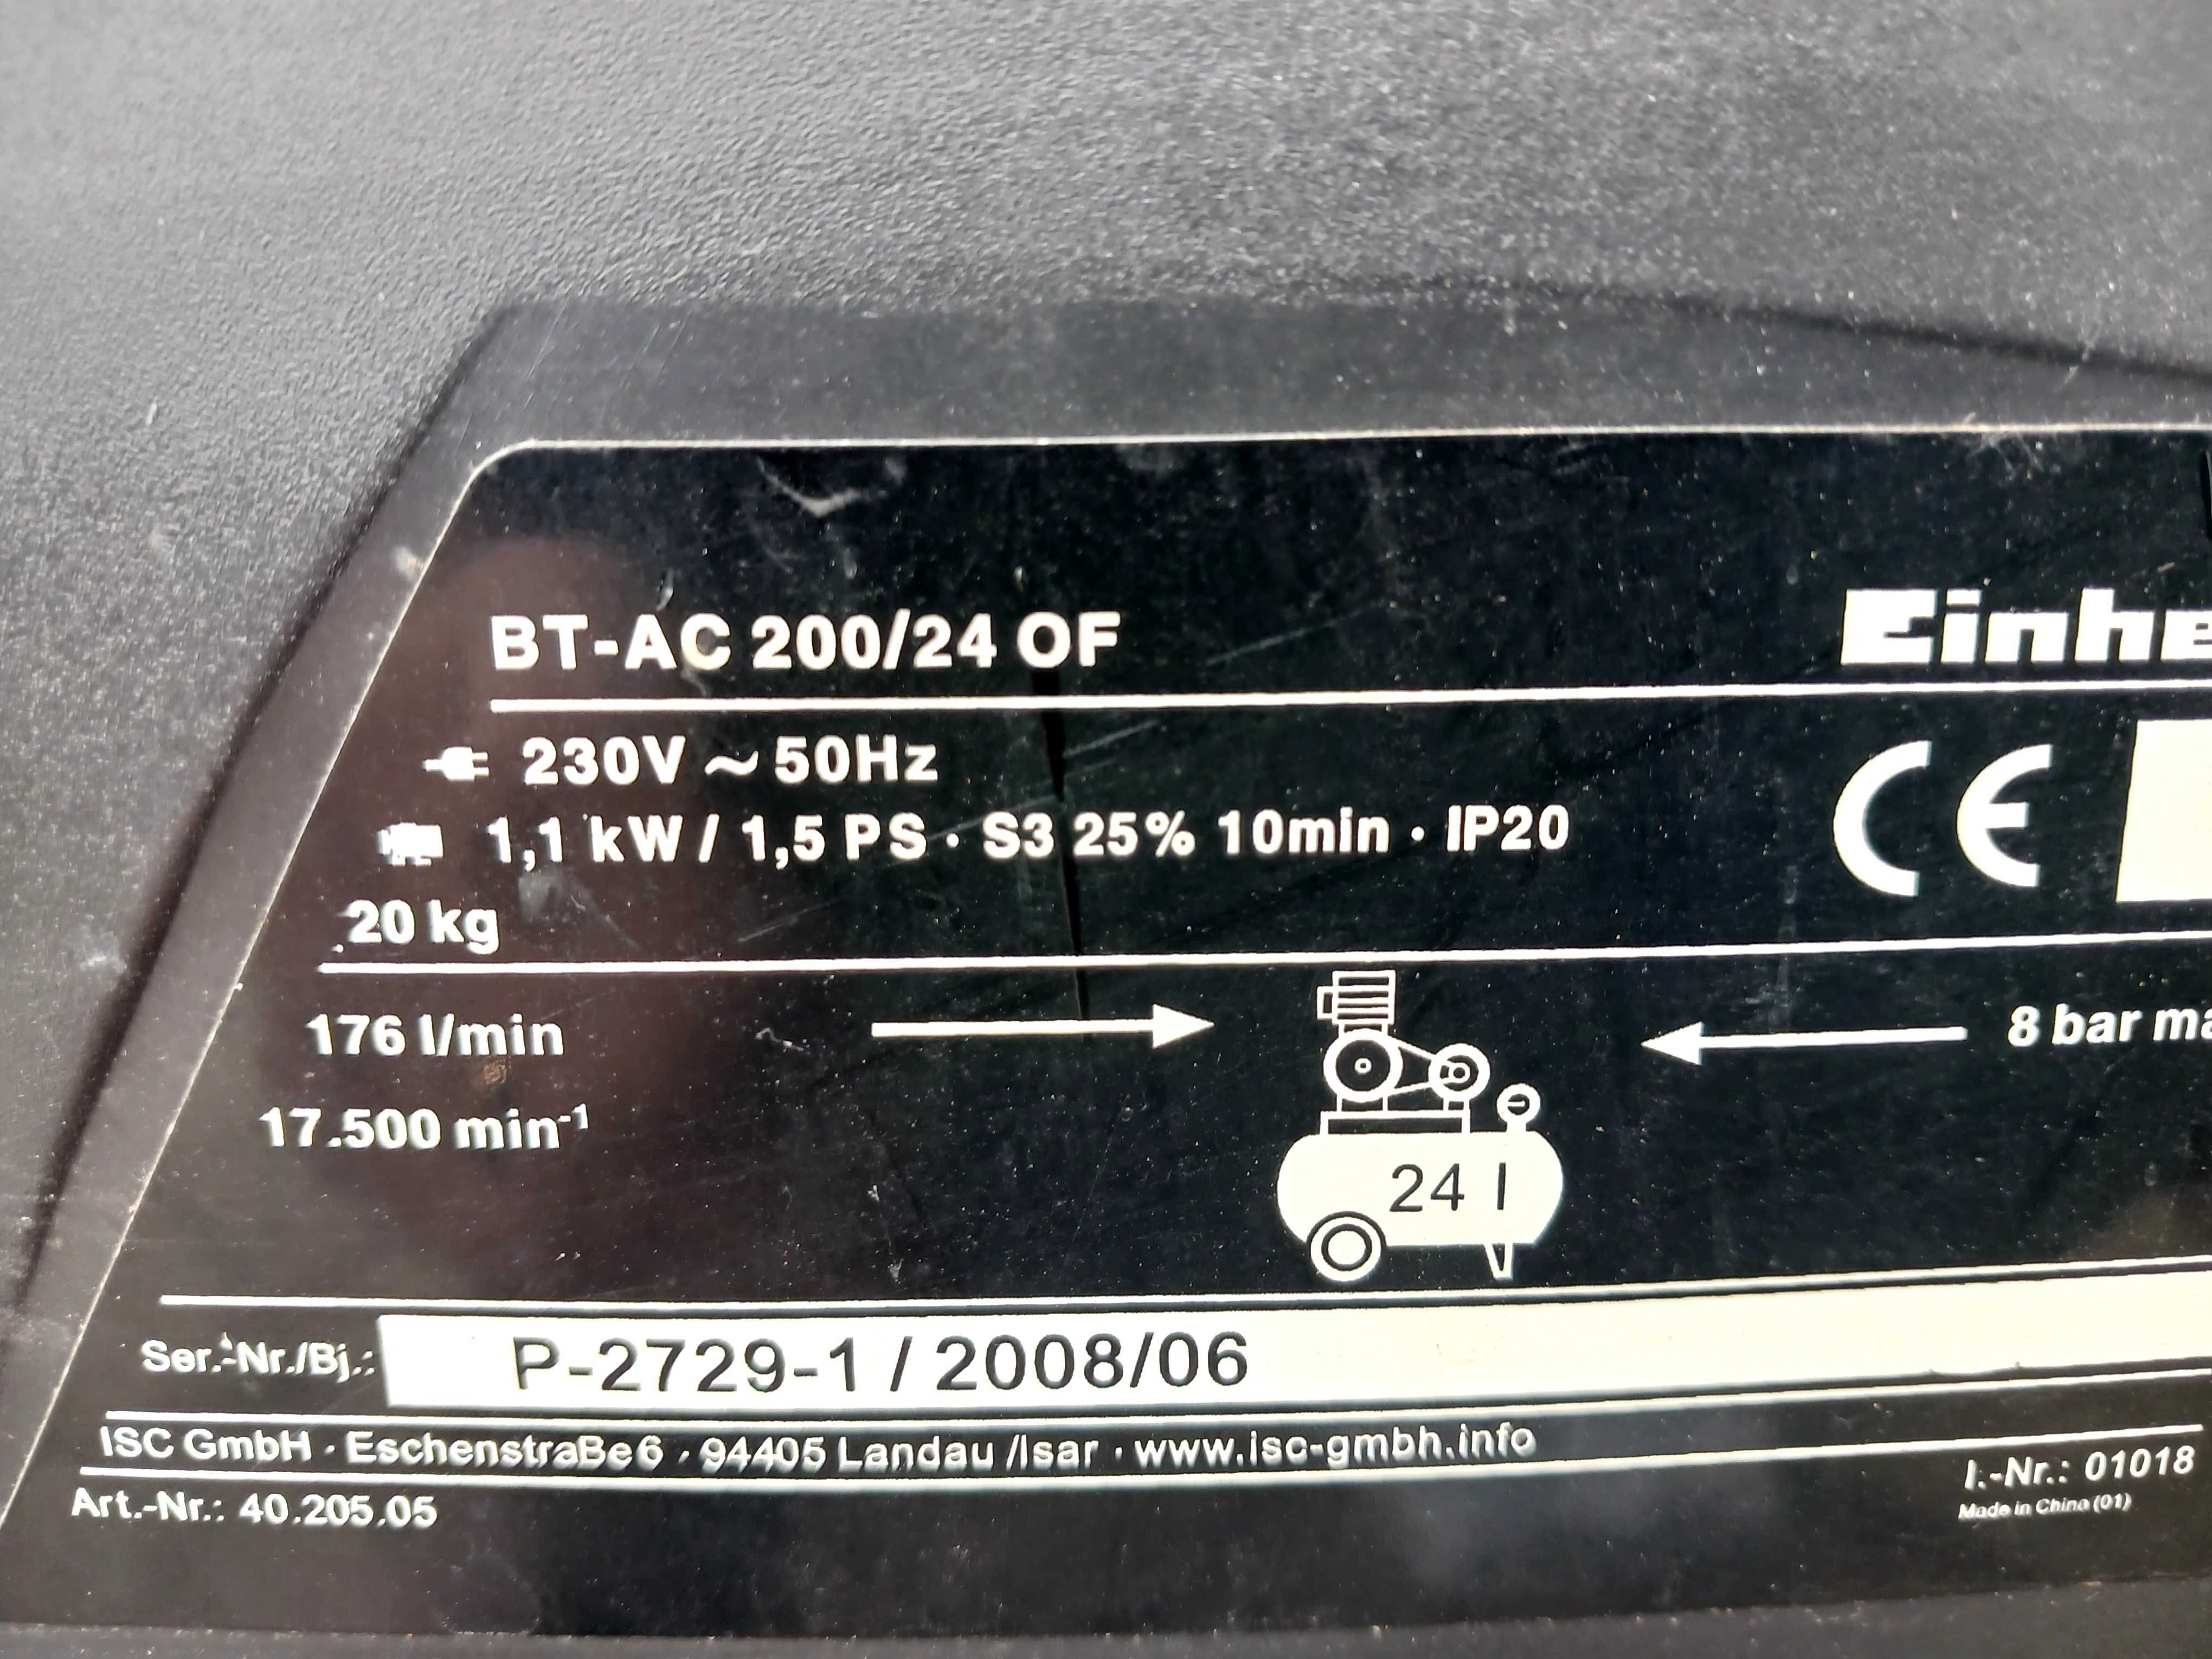 BT-AC 200/24 OF
Einhe
230V ~ 50Hz
CE
1,1 kW / 1,5 PS · S3 25% 10min · IP20
20 kg
176 l/min
8 bar ma
17.500 min⁻¹
24 l
Ser.-Nr./Bj.: P-2729-1 / 2008/06
ISC GmbH · Eschenstraße 6 · 94405 Landau /Isar · www.isc-gmbh.info
Art.-Nr.: 40.205.05
I.-Nr.: 01018
Made in China (01)